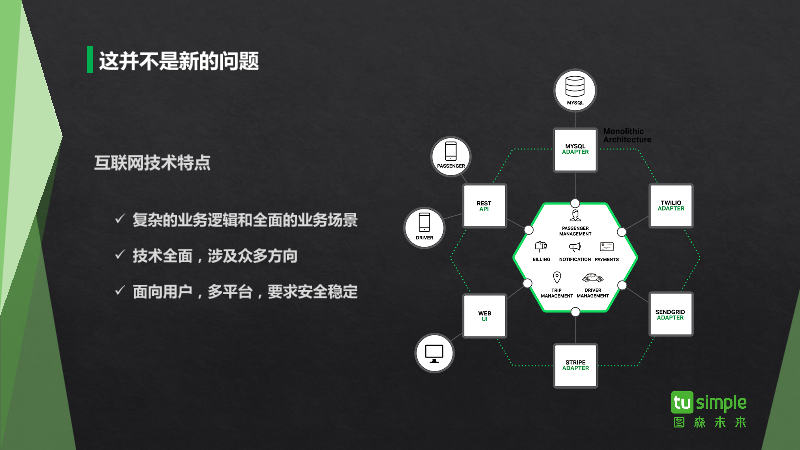 这并不是新的问题
互联网技术特点
复杂的业务逻辑和全面的业务场景
技术全面，涉及众多方向
面向用户，多平台，要求安全稳定
MYSQL
Monolithic
Architecture
MYSQL
ADAPTER
PASSENGER
REST
API
TWILIO
ADAPTER
DRIVER
PASSENGER
MANAGEMENT
BILLING
NOTIFICATION
PAYMENTS
TRIP
MANAGEMENT
DRIVER
MANAGEMENT
WEB
UI
SENDGRID
ADAPTER
STRIPE
ADAPTER
tu simple
图森未来